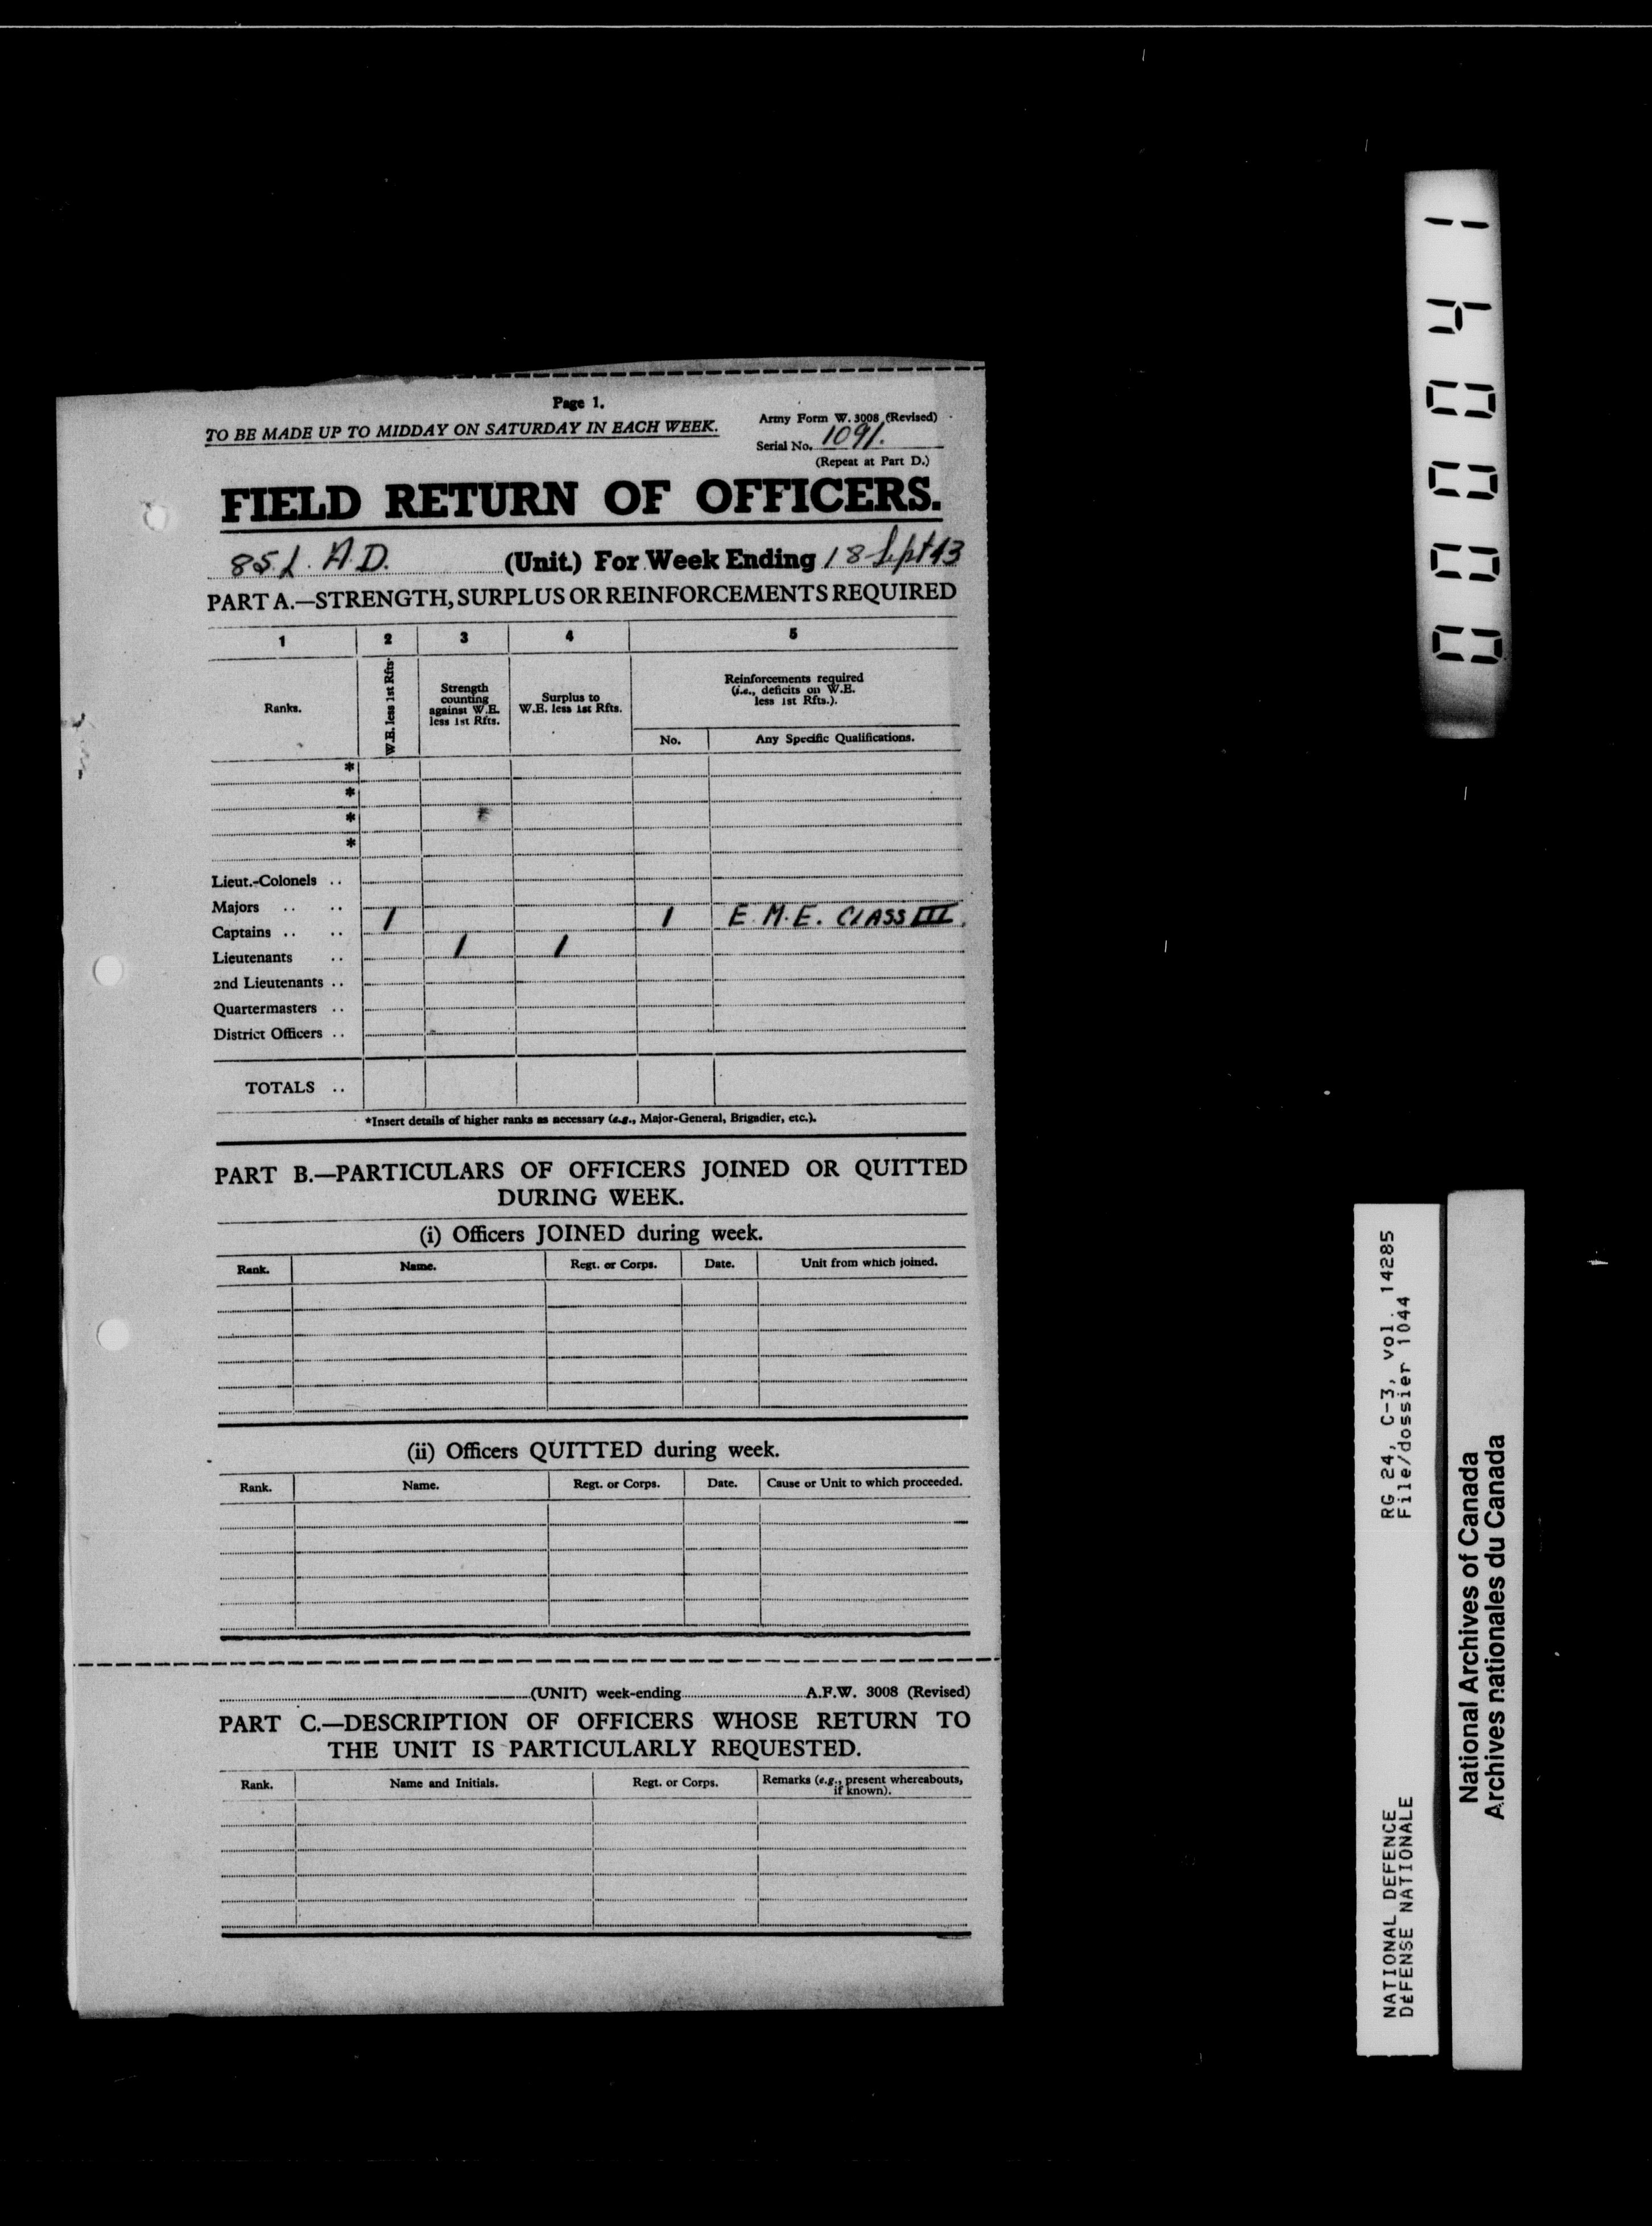 Page 1.
TO BE MADE UP TO MIDDAY ON SATURDAY IN EACH WEEK.
Army Form W. 3008 (Revised)
Serial No. 1091.
(Repeat at Part D.)
FIELD RETURN OF OFFICERS.
85 L.A.D. (Unit.) For Week Ending 18 Sept 43
PART A.—STRENGTH, SURPLUS OR REINFORCEMENTS REQUIRED
1 2 3 4 5
Ranks.
W.E. less 1st Rfts.
Strength
counting
against W.E.
less 1st Rfts.
Surplus to
W.E. less 1st Rfts.
Reinforcements required
(i.e., deficits on W.E.
less 1st Rfts.).
No. Any Specific Qualifications.
*
*
*
*
Lieut.-Colonels ..
Majors .. ..
Captains .. .. 1 1 E.M.E. CLASS III.
Lieutenants .. 1 1
2nd Lieutenants ..
Quartermasters ..
District Officers ..
TOTALS ..
*Insert details of higher ranks as necessary (e.g., Major-General, Brigadier, etc.).
PART B.—PARTICULARS OF OFFICERS JOINED OR QUITTED
DURING WEEK.
(i) Officers JOINED during week.
Rank. Name. Regt. or Corps. Date. Unit from which joined.
(ii) Officers QUITTED during week.
Rank. Name. Regt. or Corps. Date. Cause or Unit to which proceeded.
(UNIT) week-ending A.F.W. 3008 (Revised)
PART C.—DESCRIPTION OF OFFICERS WHOSE RETURN TO
THE UNIT IS PARTICULARLY REQUESTED.
Rank. Name and Initials. Regt. or Corps. Remarks (e.g., present whereabouts,
if known).
000041
RG 24, C-3, vol. 14285
File/dossier 1044
NATIONAL DEFENCE
DÉFENSE NATIONALE
National Archives of Canada
Archives nationales du Canada